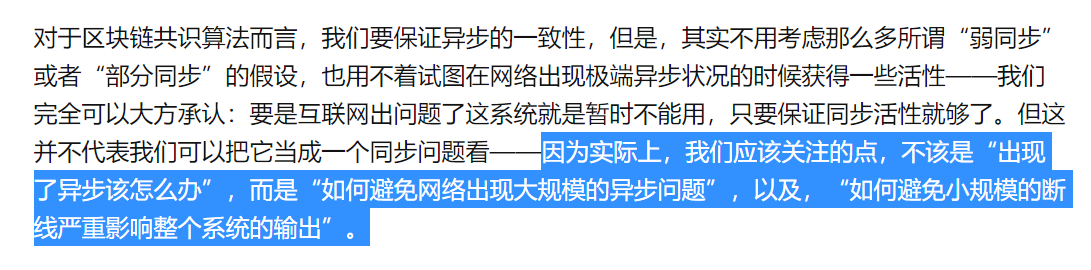 对于区块链共识算法而言，我们要保证异步的一致性，但是，其实不用考虑那么多所谓“弱同步”
或者“部分同步”的假设，也用不着试图在网络出现极端异步状况的时候获得一些活性——我们
完全可以大方承认：要是互联网出问题了这系统就是暂时不能用，只要保证同步活性就够了。但这
并不代表我们可以把它当成一个同步问题看——因为实际上，我们应该关注的点，不该是“出现
了异步该怎么办”，而是“如何避免网络出现大规模的异步问题”，以及，“如何避免小规模的断
线严重影响整个系统的输出”。